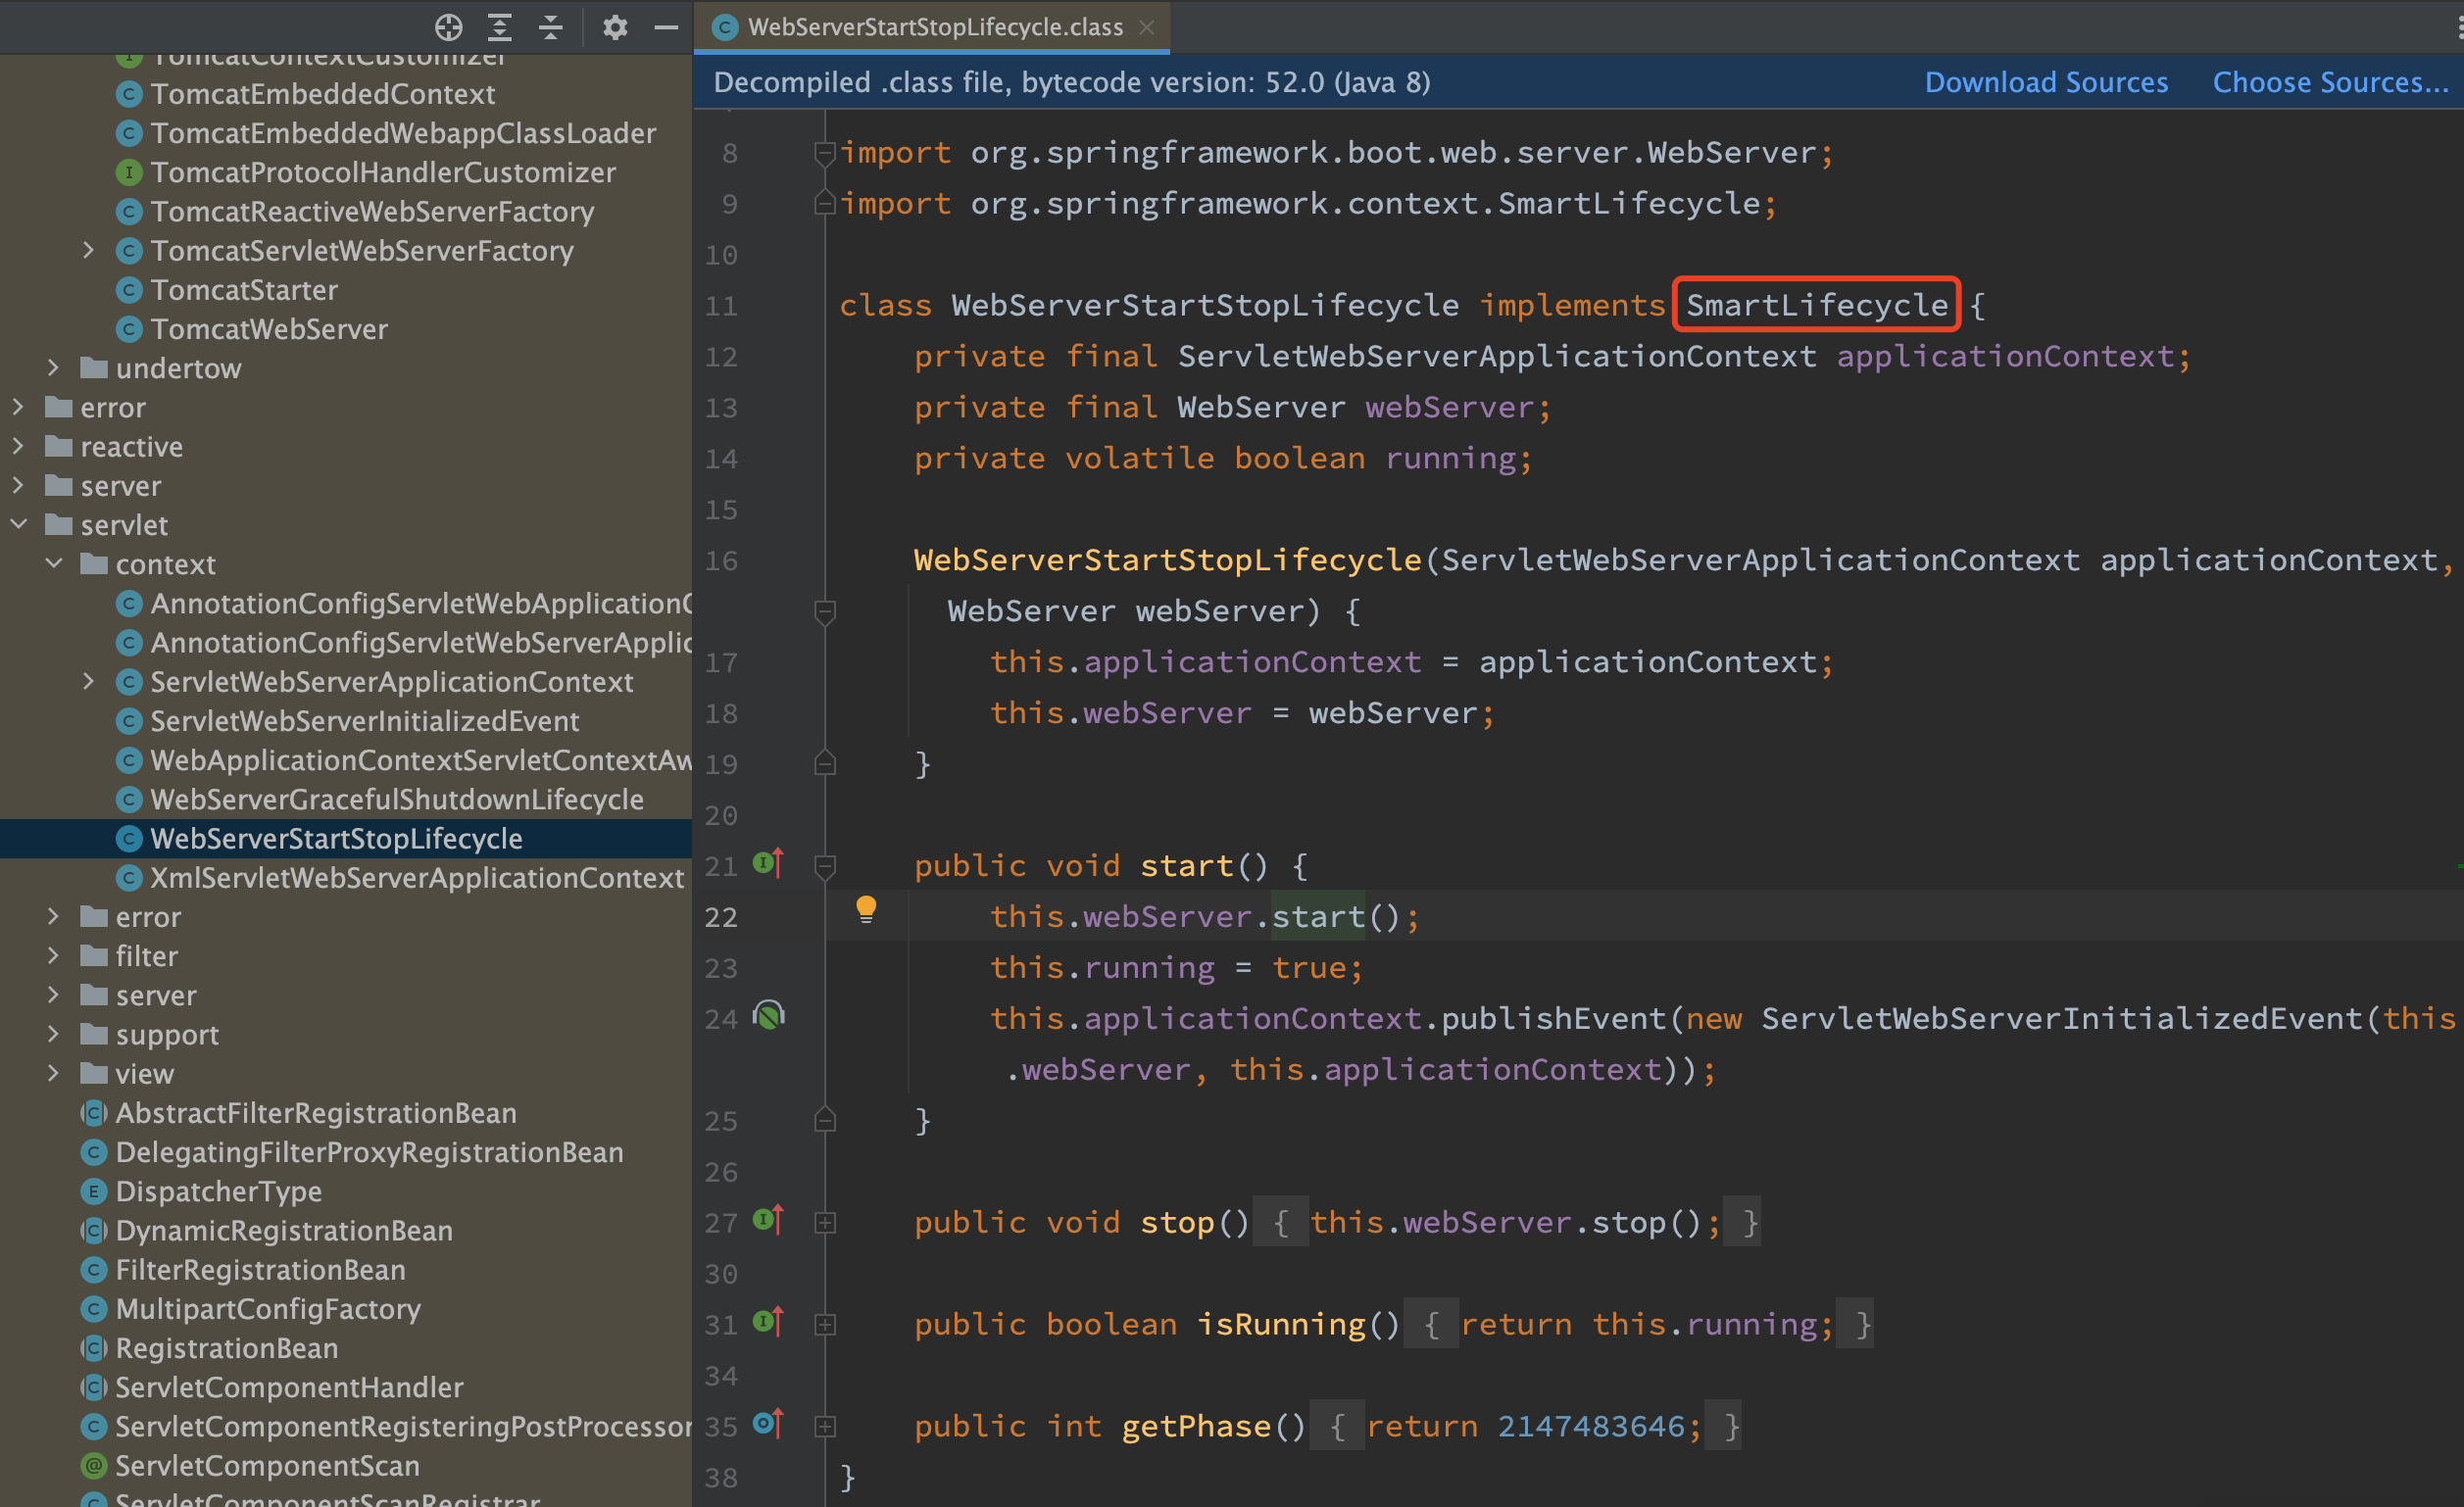 TomcatContextCustomizer
TomcatEmbeddedContext
TomcatEmbeddedWebappClassLoader
TomcatProtocolHandlerCustomizer
TomcatReactiveWebServerFactory
TomcatServletWebServerFactory
TomcatStarter
TomcatWebServer
undertow
error
reactive
server
servlet
context
AnnotationConfigServletWebApplicationC
AnnotationConfigServletWebServerApplic
ServletWebServerApplicationContext
ServletWebServerInitializedEvent
WebApplicationContextServletContextAw
WebServerGracefulShutdownLifecycle
WebServerStartStopLifecycle
XmlServletWebServerApplicationContext
error
filter
server
support
view
AbstractFilterRegistrationBean
DelegatingFilterProxyRegistrationBean
DispatcherType
DynamicRegistrationBean
FilterRegistrationBean
MultipartConfigFactory
RegistrationBean
ServletComponentHandler
ServletComponentRegisteringPostProcessor
ServletComponentScan
ServletComponentScanRegistrar
WebServerStartStopLifecycle.class
Decompiled .class file, bytecode version: 52.0 (Java 8) Download Sources Choose Sources...
8 import org.springframework.boot.web.server.WebServer;
9 import org.springframework.context.SmartLifecycle;
10
11 class WebServerStartStopLifecycle implements SmartLifecycle {
12 private final ServletWebServerApplicationContext applicationContext;
13 private final WebServer webServer;
14 private volatile boolean running;
15
16 WebServerStartStopLifecycle(ServletWebServerApplicationContext applicationContext,
WebServer webServer) {
17 this.applicationContext = applicationContext;
18 this.webServer = webServer;
19 }
20
21 public void start() {
22 this.webServer.start();
23 this.running = true;
24 this.applicationContext.publishEvent(new ServletWebServerInitializedEvent(this
.webServer, this.applicationContext));
25 }
26
27 public void stop() { this.webServer.stop(); }
30
31 public boolean isRunning() { return this.running; }
34
35 public int getPhase() { return 2147483646; }
38 }